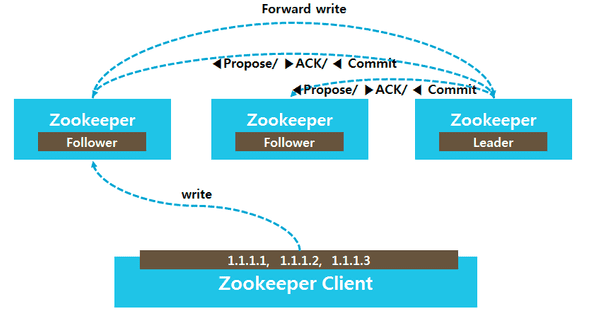 Forward write
◀Propose/ ▶ACK/ ◀ Commit
◀Propose/ ▶ACK/ ◀ Commit
Zookeeper
Follower
Zookeeper
Follower
Zookeeper
Leader
write
1.1.1.1, 1.1.1.2, 1.1.1.3
Zookeeper Client